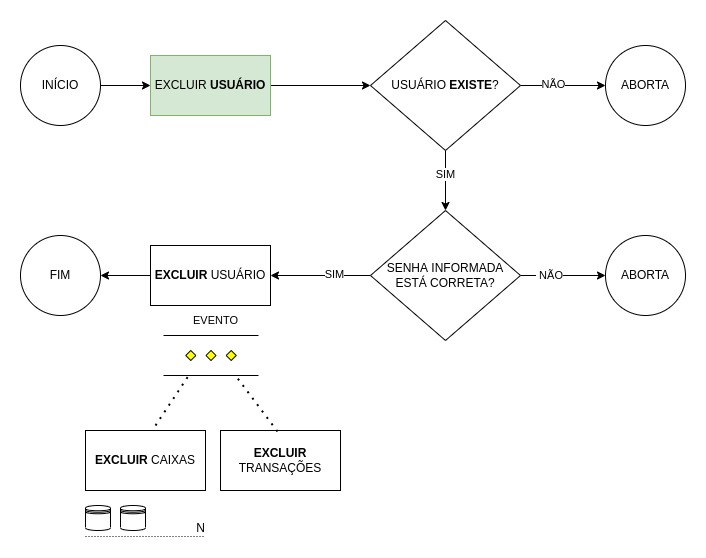 INÍCIO
EXCLUIR USUÁRIO
USUÁRIO EXISTE?
NÃO
ABORTA
SIM
FIM
EXCLUIR USUÁRIO
SIM
SENHA INFORMADA
ESTÁ CORRETA?
NÃO
ABORTA
EVENTO
EXCLUIR CAIXAS
EXCLUIR
TRANSAÇÕES
N